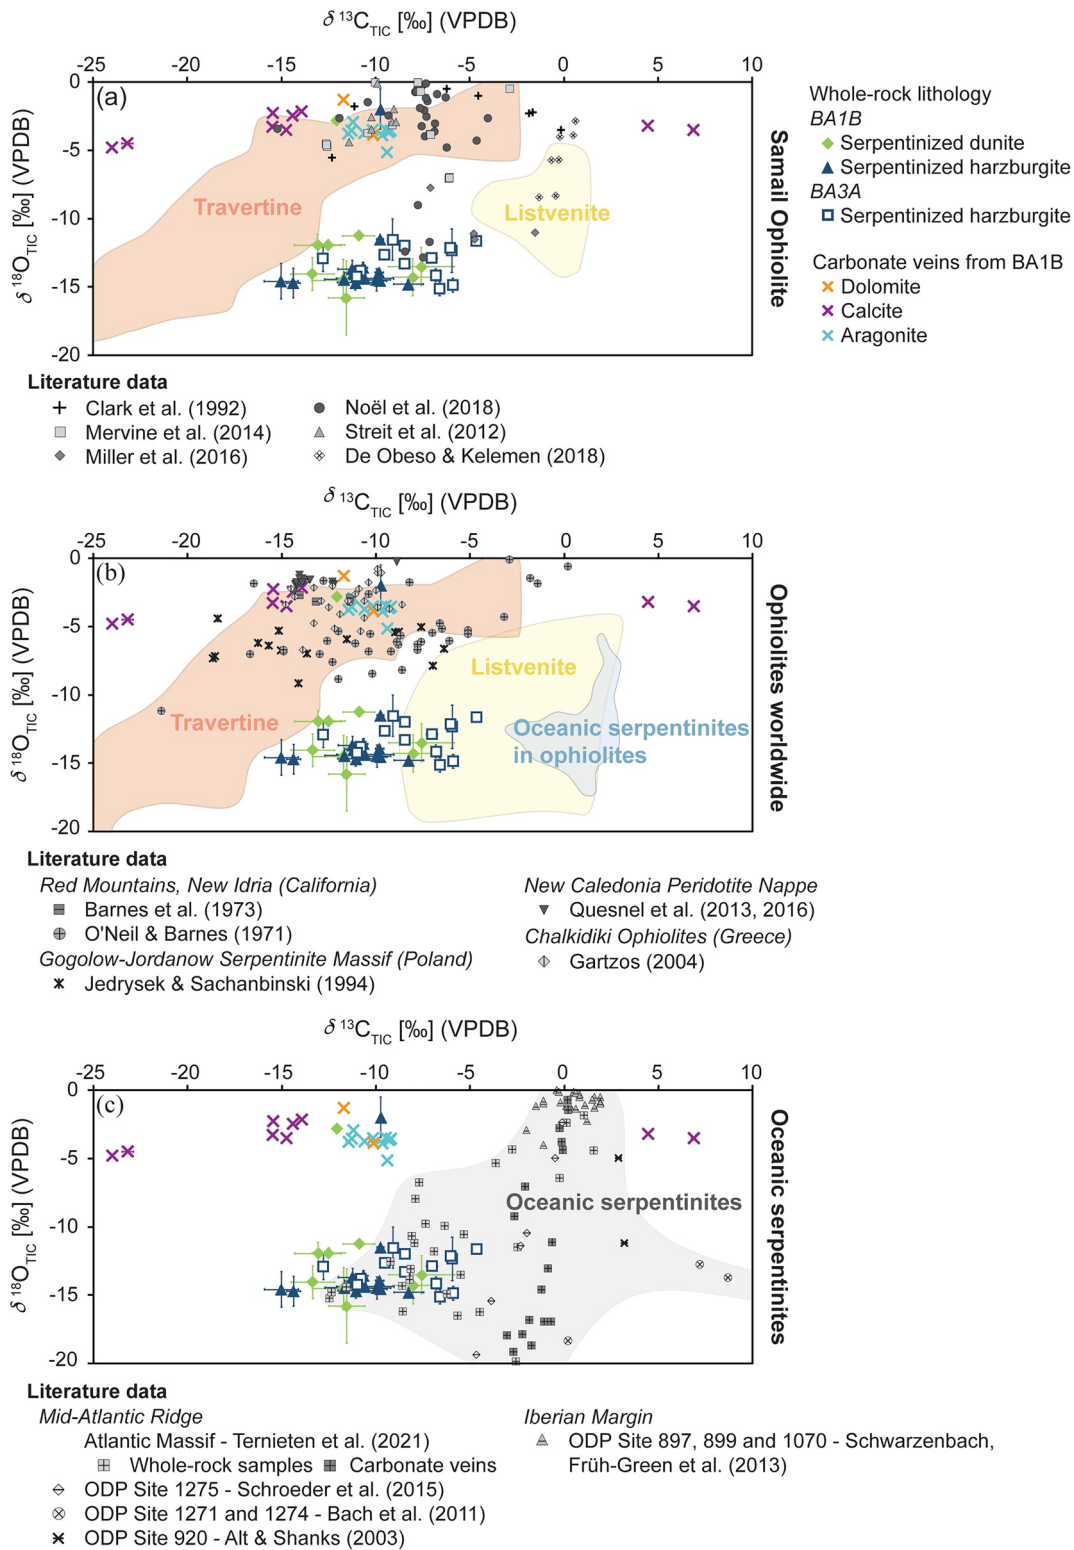 δ ¹³C_TIC [‰] (VPDB)
-25 -20 -15 -10 -5 0 5 10
(a)
0
-5
-10
-15
-20
δ ¹⁸O_TIC [‰] (VPDB)
Travertine
Listvenite
Samail Ophiolite
Whole-rock lithology
BA1B
Serpentinized dunite
Serpentinized harzburgite
BA3A
Serpentinized harzburgite
Carbonate veins from BA1B
Dolomite
Calcite
Aragonite
Literature data
Clark et al. (1992)
Mervine et al. (2014)
Miller et al. (2016)
Noël et al. (2018)
Streit et al. (2012)
De Obeso & Kelemen (2018)
δ ¹³C_TIC [‰] (VPDB)
-25 -20 -15 -10 -5 0 5 10
(b)
0
-5
-10
-15
-20
δ ¹⁸O_TIC [‰] (VPDB)
Listvenite
Travertine
Oceanic serpentinites
in ophiolites
Ophiolites worldwide
Literature data
Red Mountains, New Idria (California)
Barnes et al. (1973)
O'Neil & Barnes (1971)
Gogolow-Jordanow Serpentinite Massif (Poland)
Jedrysek & Sachanbinski (1994)
New Caledonia Peridotite Nappe
Quesnel et al. (2013, 2016)
Chalkidiki Ophiolites (Greece)
Gartzos (2004)
δ ¹³C_TIC [‰] (VPDB)
-25 -20 -15 -10 -5 0 5 10
(c)
0
-5
-10
-15
-20
δ ¹⁸O_TIC [‰] (VPDB)
Oceanic serpentinites
Oceanic serpentinites
Literature data
Mid-Atlantic Ridge
Atlantic Massif - Ternieten et al. (2021)
Whole-rock samples Carbonate veins
ODP Site 1275 - Schroeder et al. (2015)
ODP Site 1271 and 1274 - Bach et al. (2011)
ODP Site 920 - Alt & Shanks (2003)
Iberian Margin
ODP Site 897, 899 and 1070 - Schwarzenbach,
Früh-Green et al. (2013)